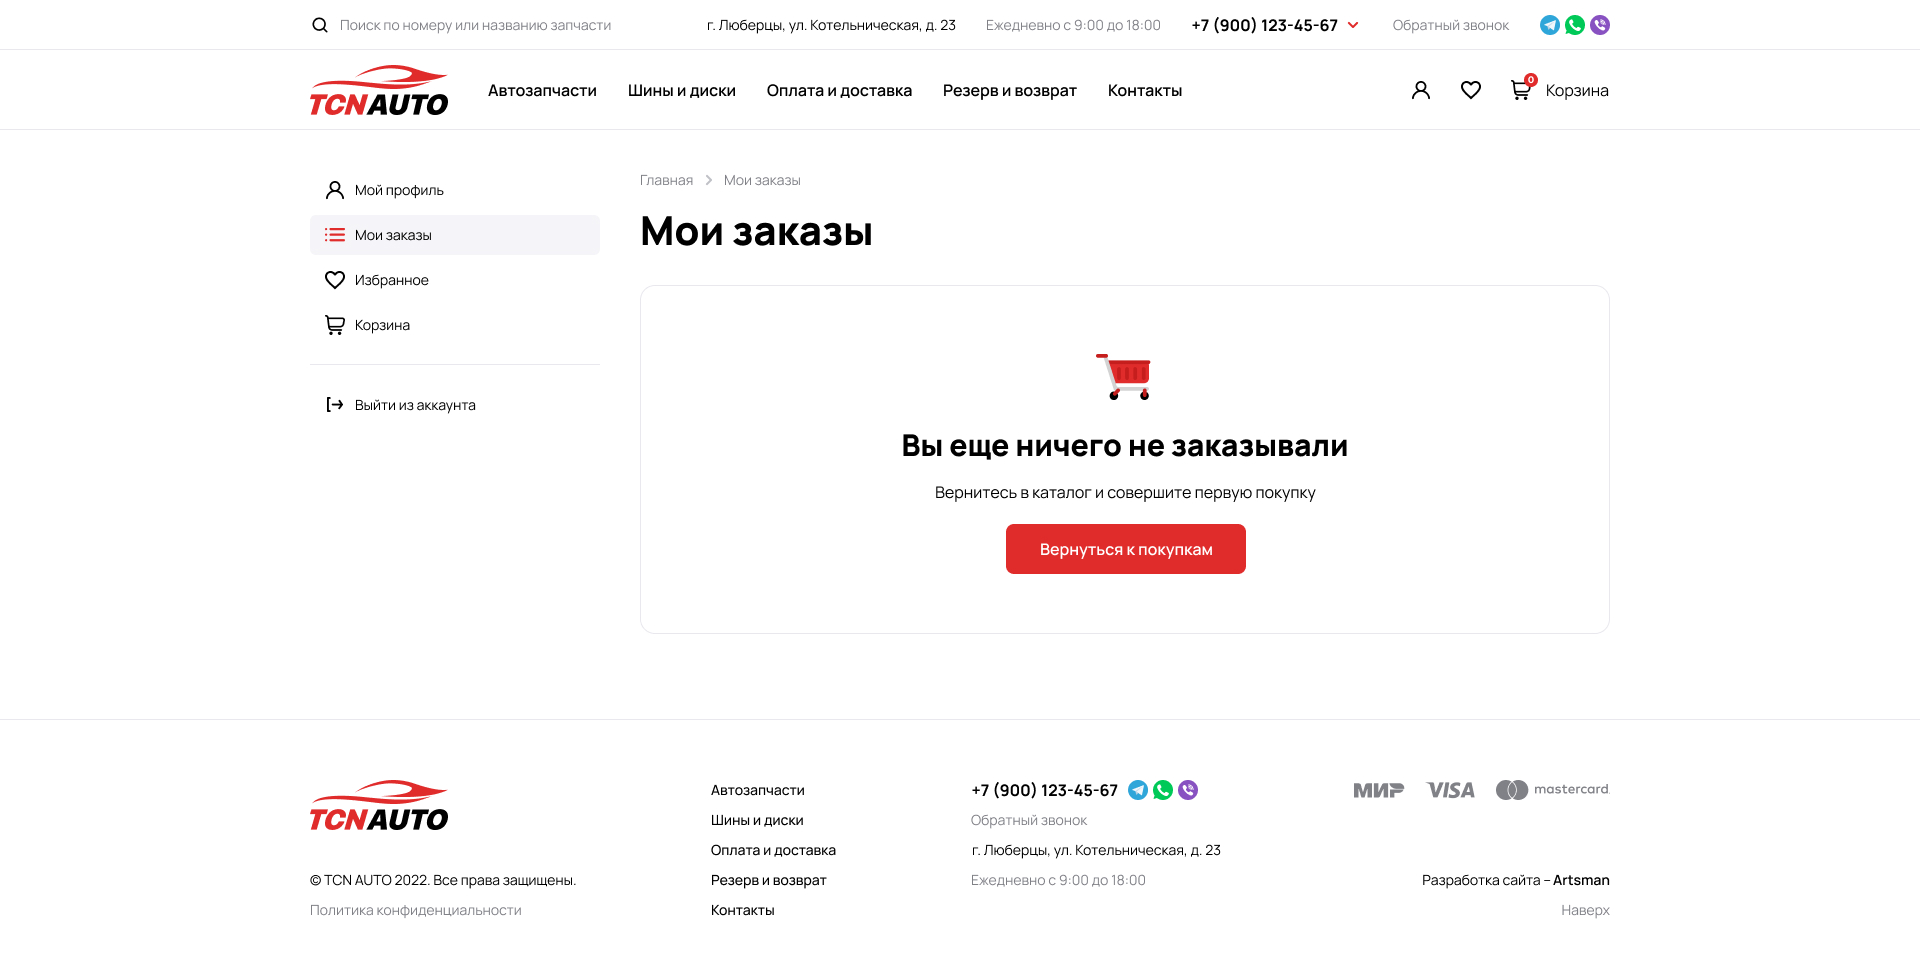 Поиск по номеру или названию запчасти
г. Люберцы, ул. Котельническая, д. 23
Ежедневно с 9:00 до 18:00
+7 (900) 123-45-67
Обратный звонок
TCNAUTO
Автозапчасти
Шины и диски
Оплата и доставка
Резерв и возврат
Контакты
0
Корзина
Мой профиль
Мои заказы
Избранное
Корзина
Выйти из аккаунта
Главная
Мои заказы
Мои заказы
Вы еще ничего не заказывали
Вернитесь в каталог и совершите первую покупку
Вернуться к покупкам
TCNAUTO
© TCN AUTO 2022. Все права защищены.
Политика конфиденциальности
Автозапчасти
Шины и диски
Оплата и доставка
Резерв и возврат
Контакты
+7 (900) 123-45-67
Обратный звонок
г. Люберцы, ул. Котельническая, д. 23
Ежедневно с 9:00 до 18:00
МИР
VISA
mastercard.
Разработка сайта – Artsman
Наверх